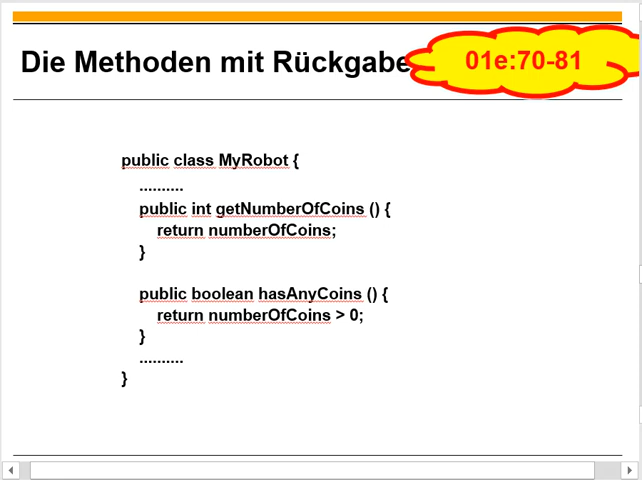 Die Methoden mit Rückgabe
01e:70-81
public class MyRobot {
..........
public int getNumberOfCoins () {
return numberOfCoins;
}
public boolean hasAnyCoins () {
return numberOfCoins > 0;
}
..........
}